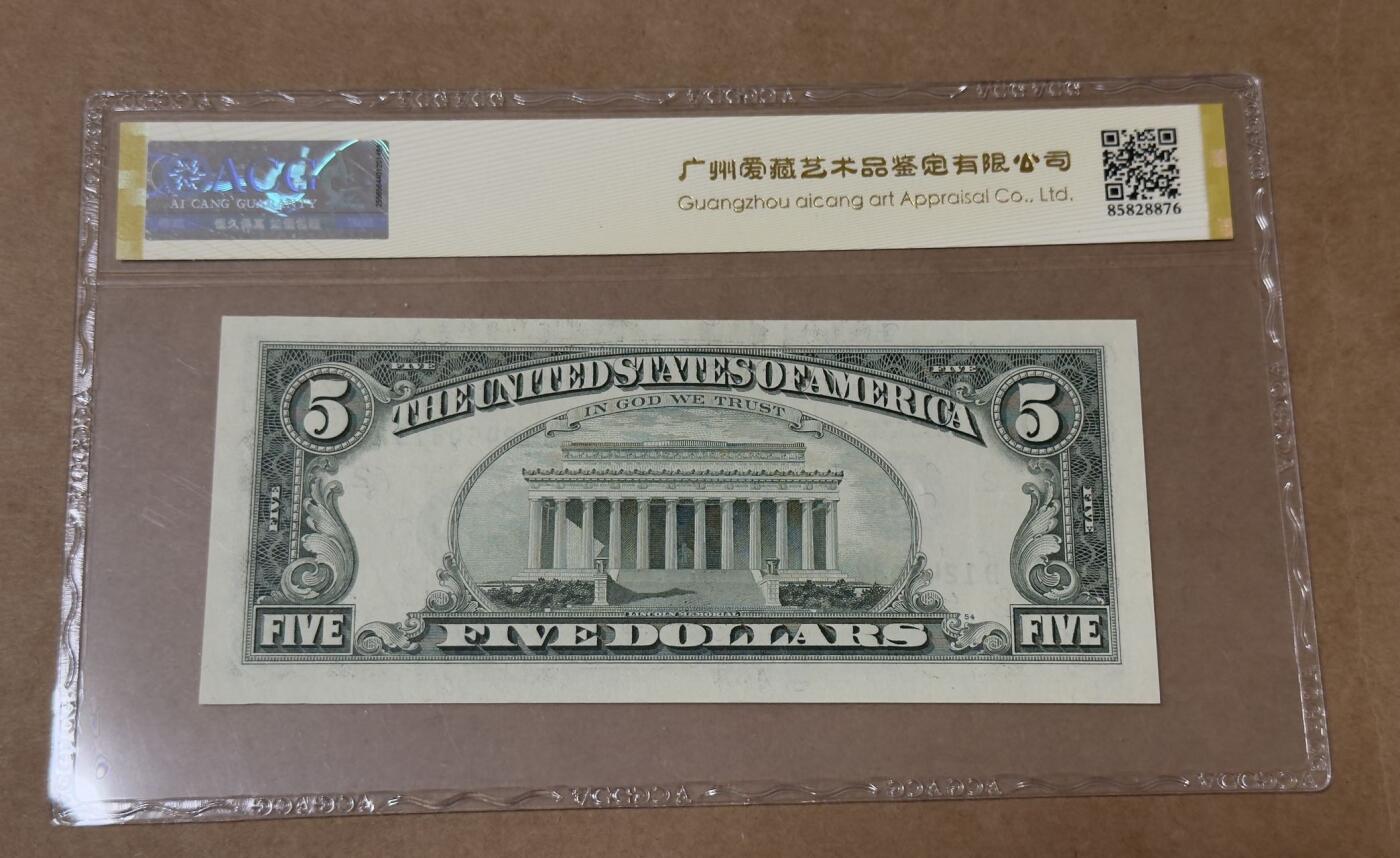 ACG
AI CANG GUARANTY
广州爱藏艺术品鉴定有限公司
Guangzhou aicang art Appraisal Co., Ltd.
85828876
FIVE
FIVE
5
THE UNITED STATES OF AMERICA
5
IN GOD WE TRUST
FIVE
FIVE
LINCOLN MEMORIAL
54
FIVE
FIVE DOLLARS
FIVE